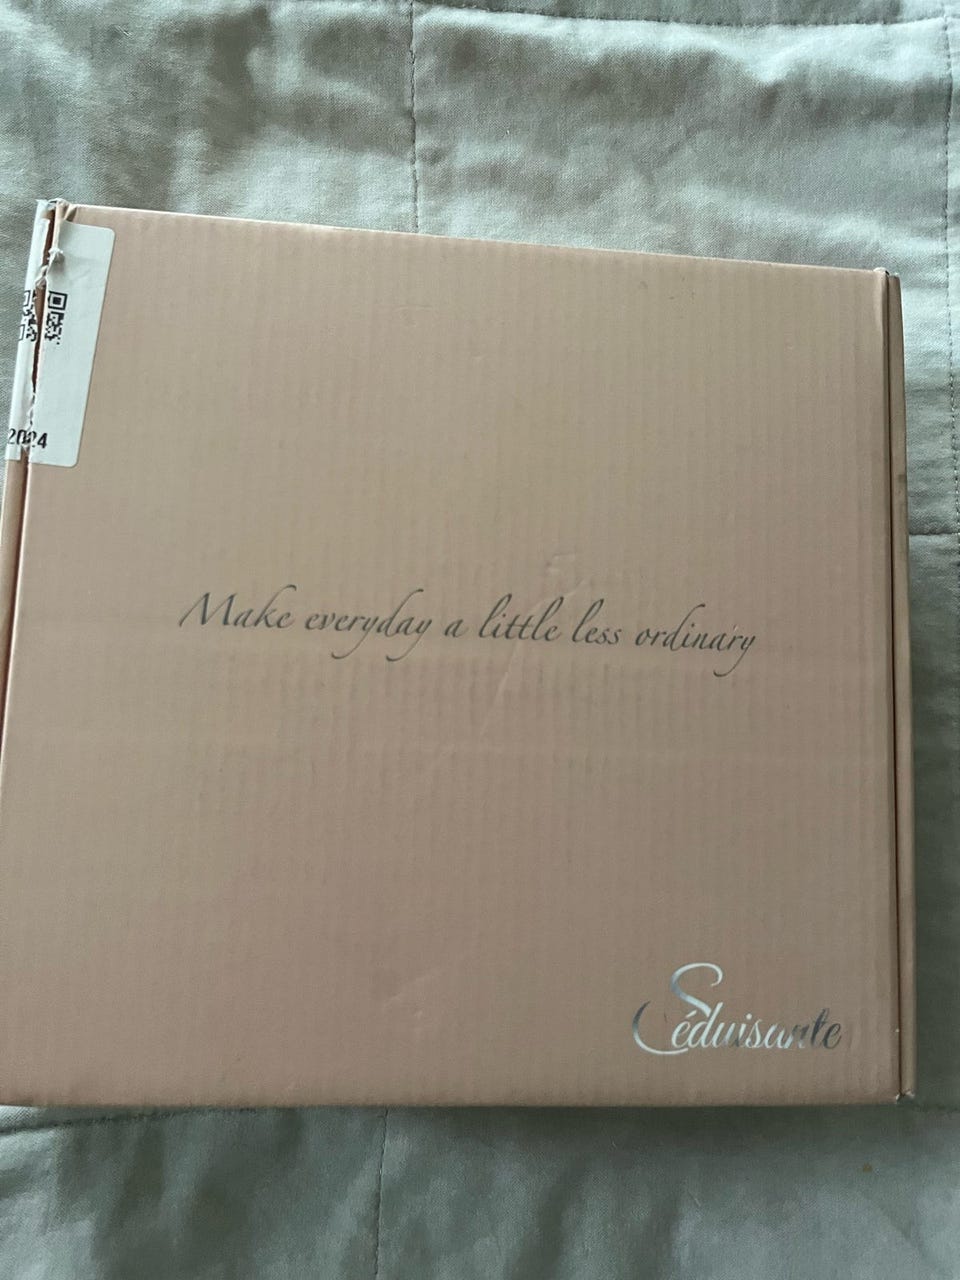 2024
Make everyday a little less ordinary
Séduisante